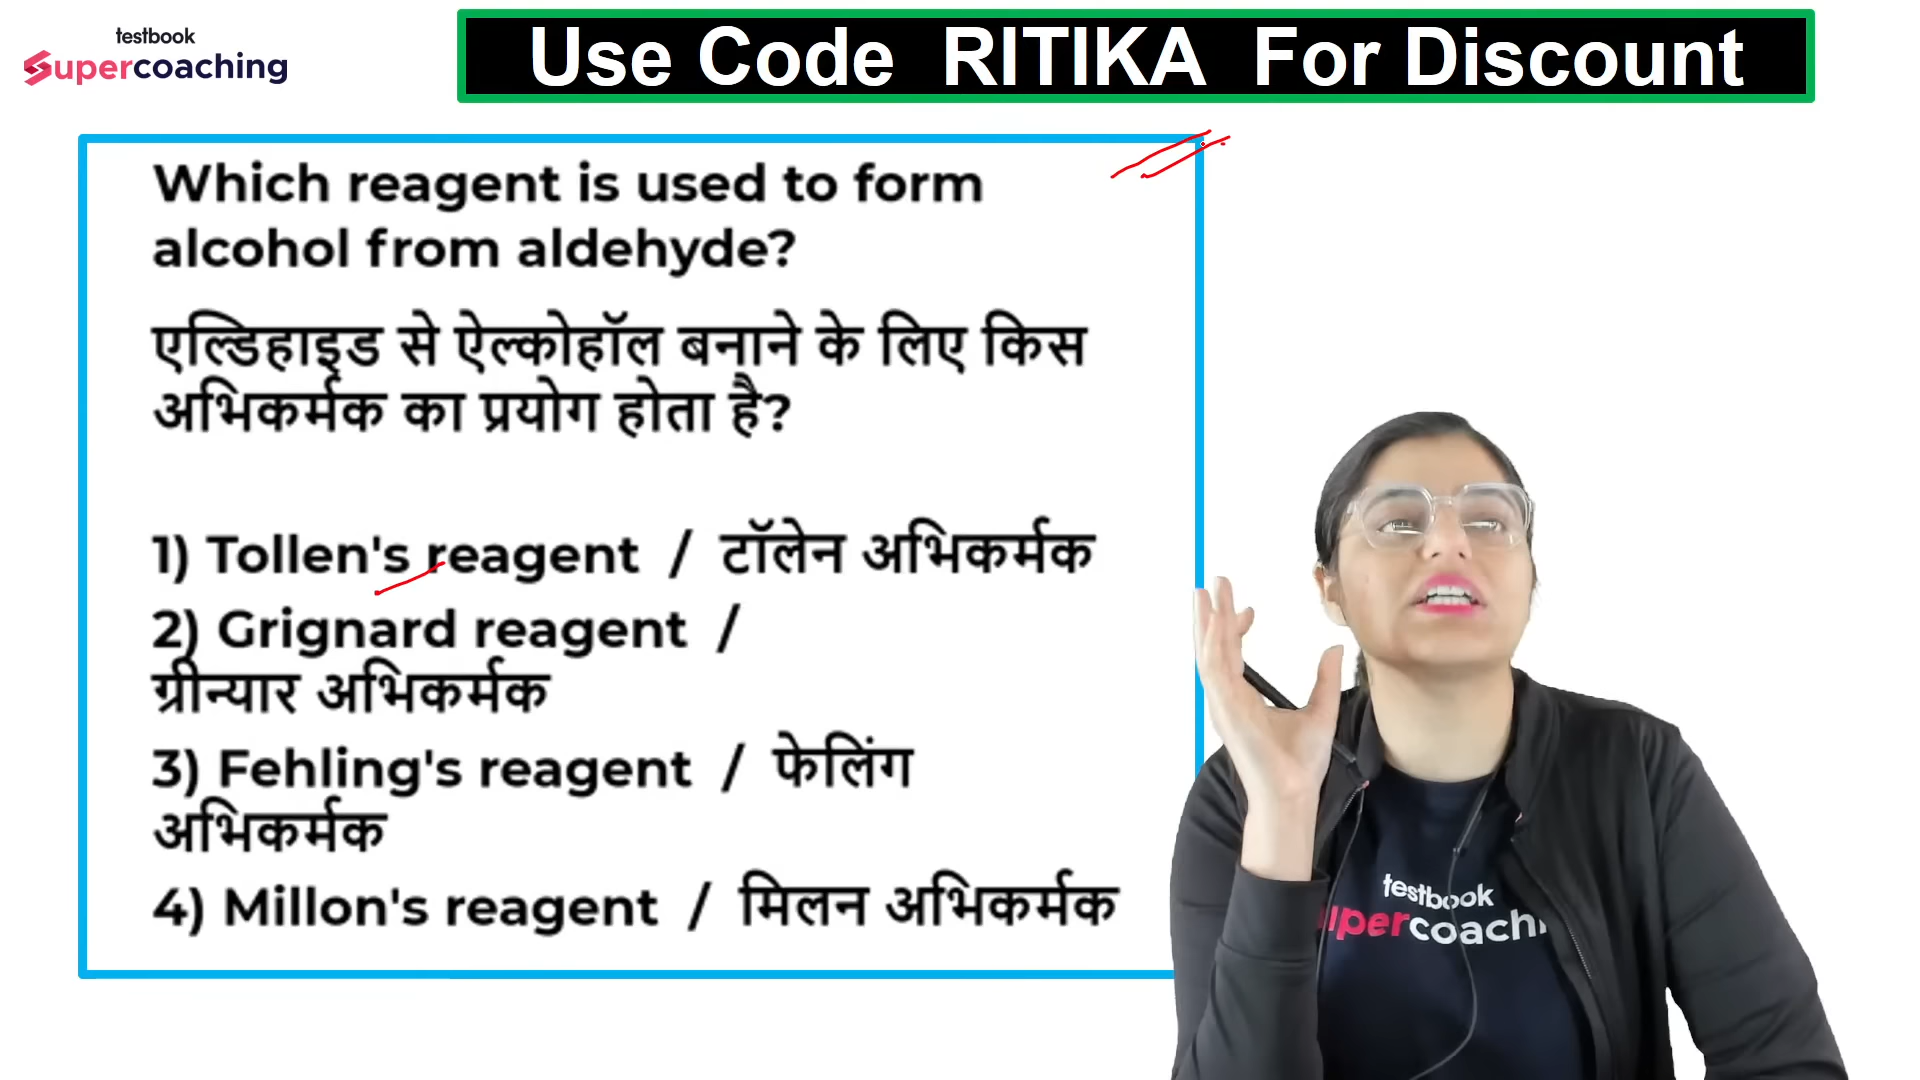 testbook
Supercoaching
Use Code RITIKA For Discount
Which reagent is used to form
alcohol from aldehyde?
एल्डिहाइड से ऐल्कोहॉल बनाने के लिए किस
अभिकर्मक का प्रयोग होता है?
1) Tollen's reagent / टॉलेन अभिकर्मक
2) Grignard reagent /
ग्रीन्यार अभिकर्मक
3) Fehling's reagent / फेलिंग
अभिकर्मक
4) Millon's reagent / मिलन अभिकर्मक
testbook
upercoachi